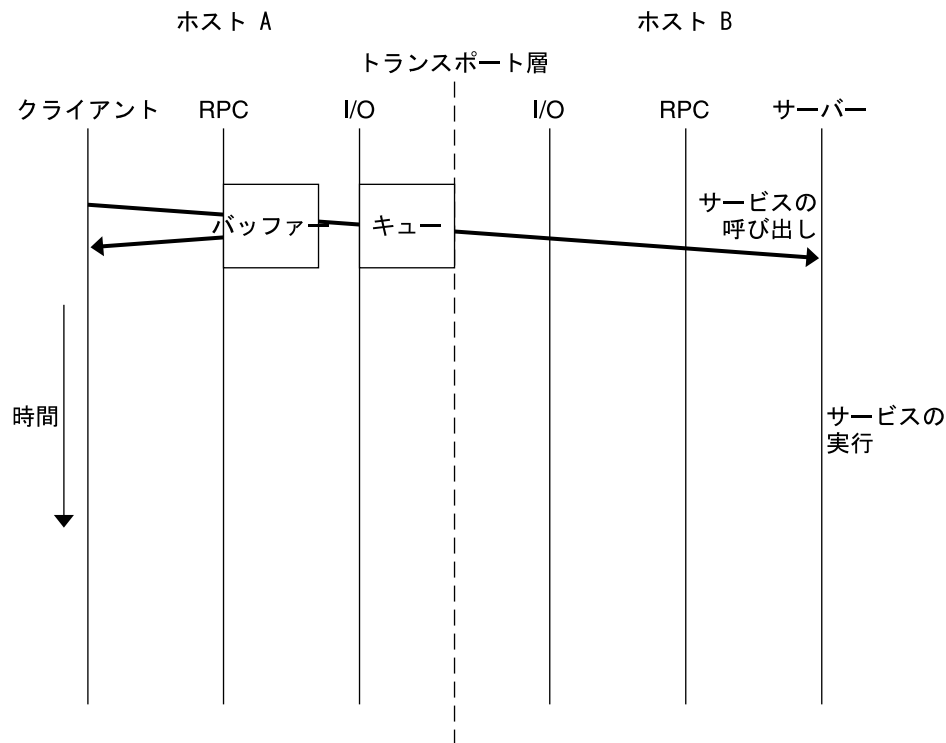 ホスト A
ホスト B
トランスポート層
クライアント
RPC
I/O
I/O
RPC
サーバー
バッファー
キュー
サービスの
呼び出し
時間
サービスの
実行